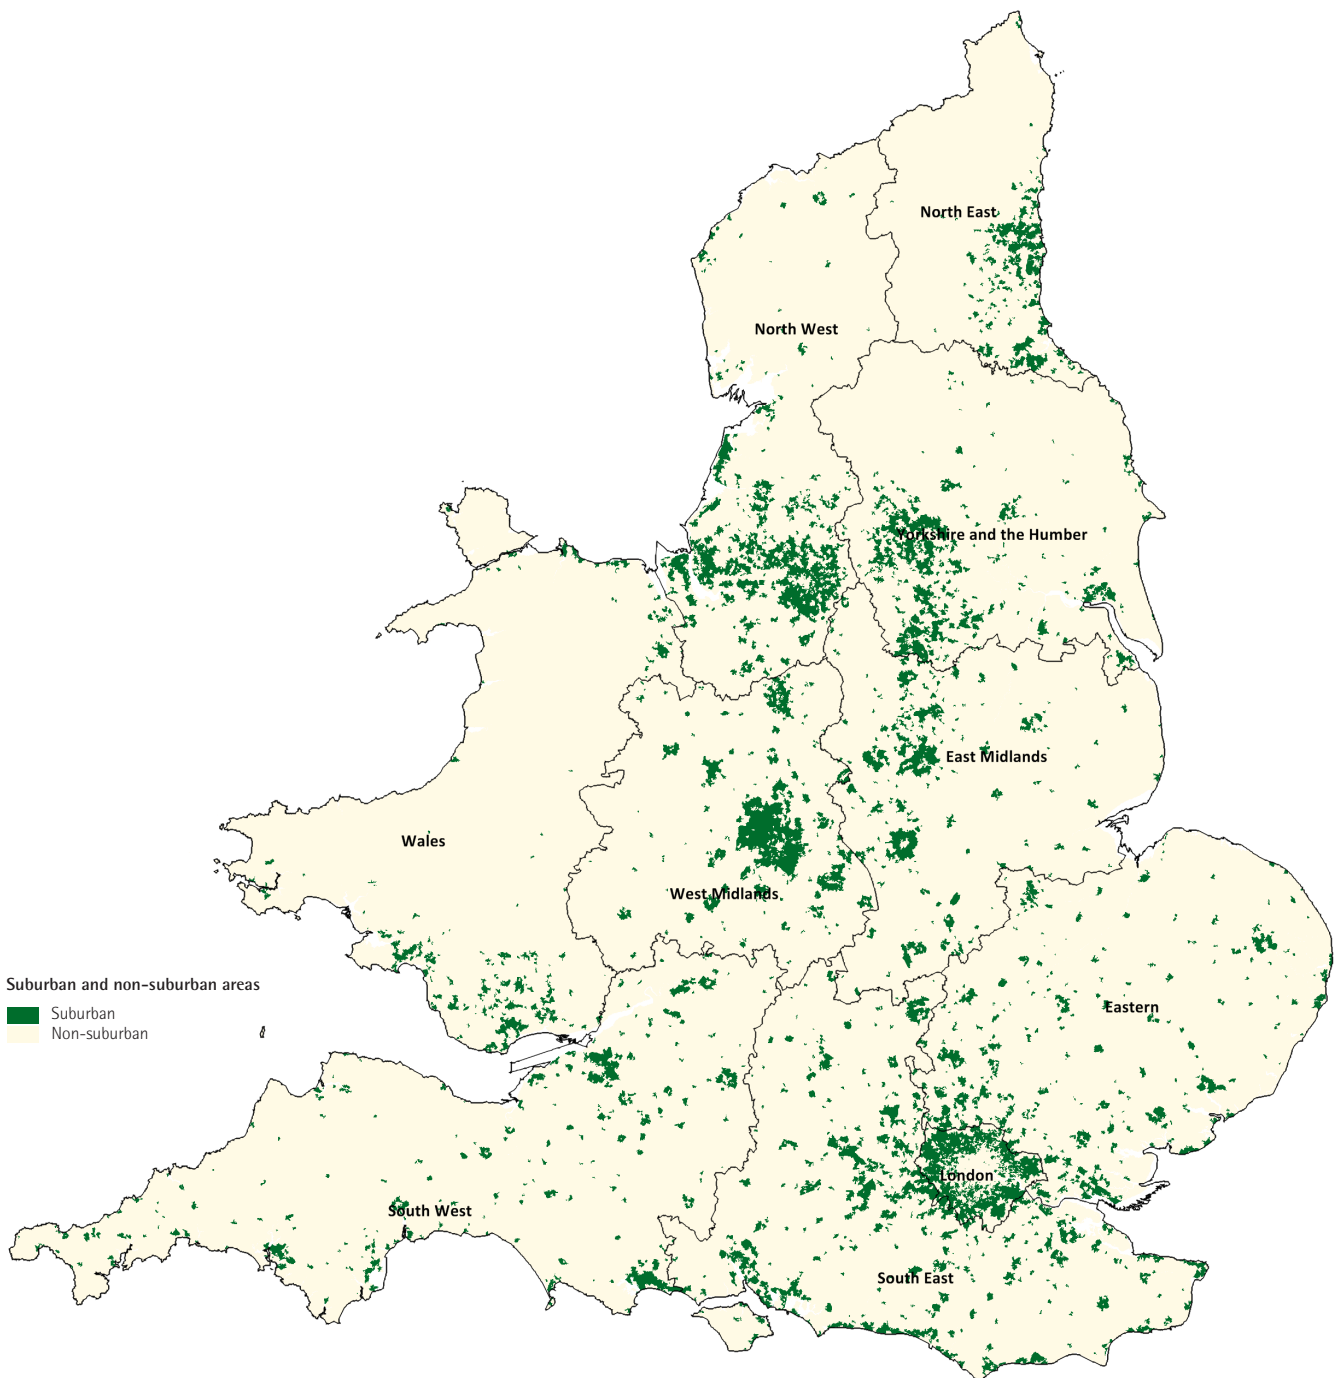 North East
North West
Yorkshire and the Humber
East Midlands
Wales
West Midlands
Suburban and non-suburban areas
Suburban
Non-suburban
Eastern
London
South West
South East